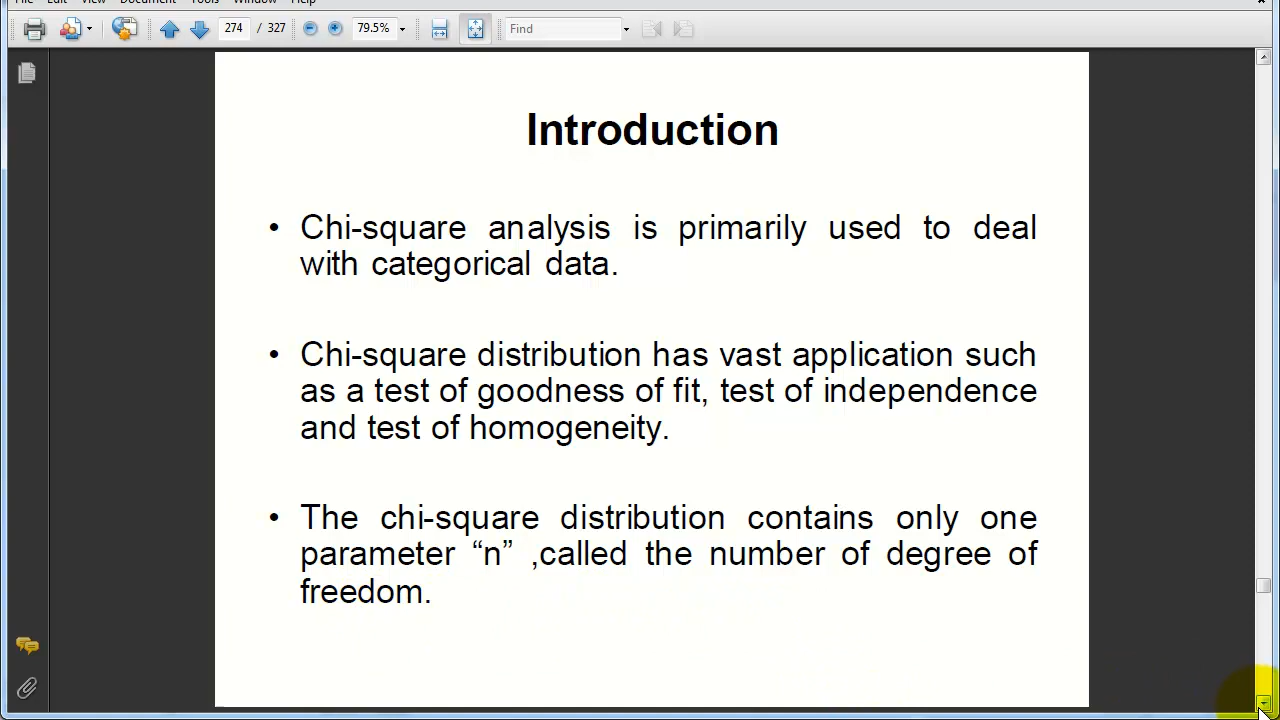 File Edit View Document Tools Window Help
274 / 327 79.5% Find
Introduction
• Chi-square analysis is primarily used to deal
with categorical data.
• Chi-square distribution has vast application such
as a test of goodness of fit, test of independence
and test of homogeneity.
• The chi-square distribution contains only one
parameter “n” ,called the number of degree of
freedom.